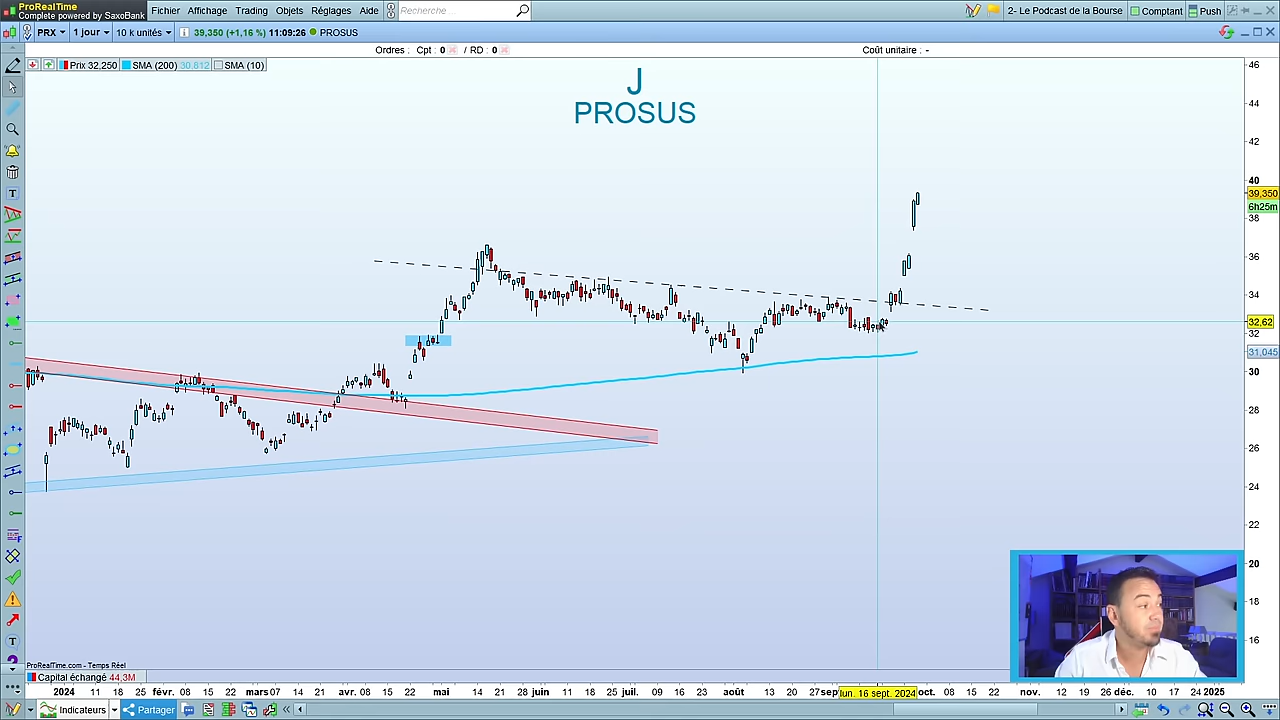 ProRealTime
Complete powered by SaxoBank
Fichier Affichage Trading Objets Réglages Aide Recherche... 2- Le Podcast de la Bourse Comptant Push
PRX 1 jour 10 k unités 39,350 (+1,16 %) 11:09:26 PROSUS
Ordres : Cpt : 0 / RD : 0 Coût unitaire : -
Prix 32,250 SMA (200) 30.812 SMA (10)
J
PROSUS
46
44
42
40
39,350
6h25m
38
36
34
32,62
32
31,045
30
28
26
24
22
20
18
16
ProRealTime.com - Temps Réel
Capital échangé 44,3M
2024 11 18 25 févr. 15 22 mars 11 18 25 avr. 08 15 22 mai 14 21 28 juin 11 18 25 juil. 09 16 23 août 13 20 27 sept lun. 16 sept. 2024 oct. 08 15 22 nov. 12 19 26 déc. 10 17 24 2025
Indicateurs Partager